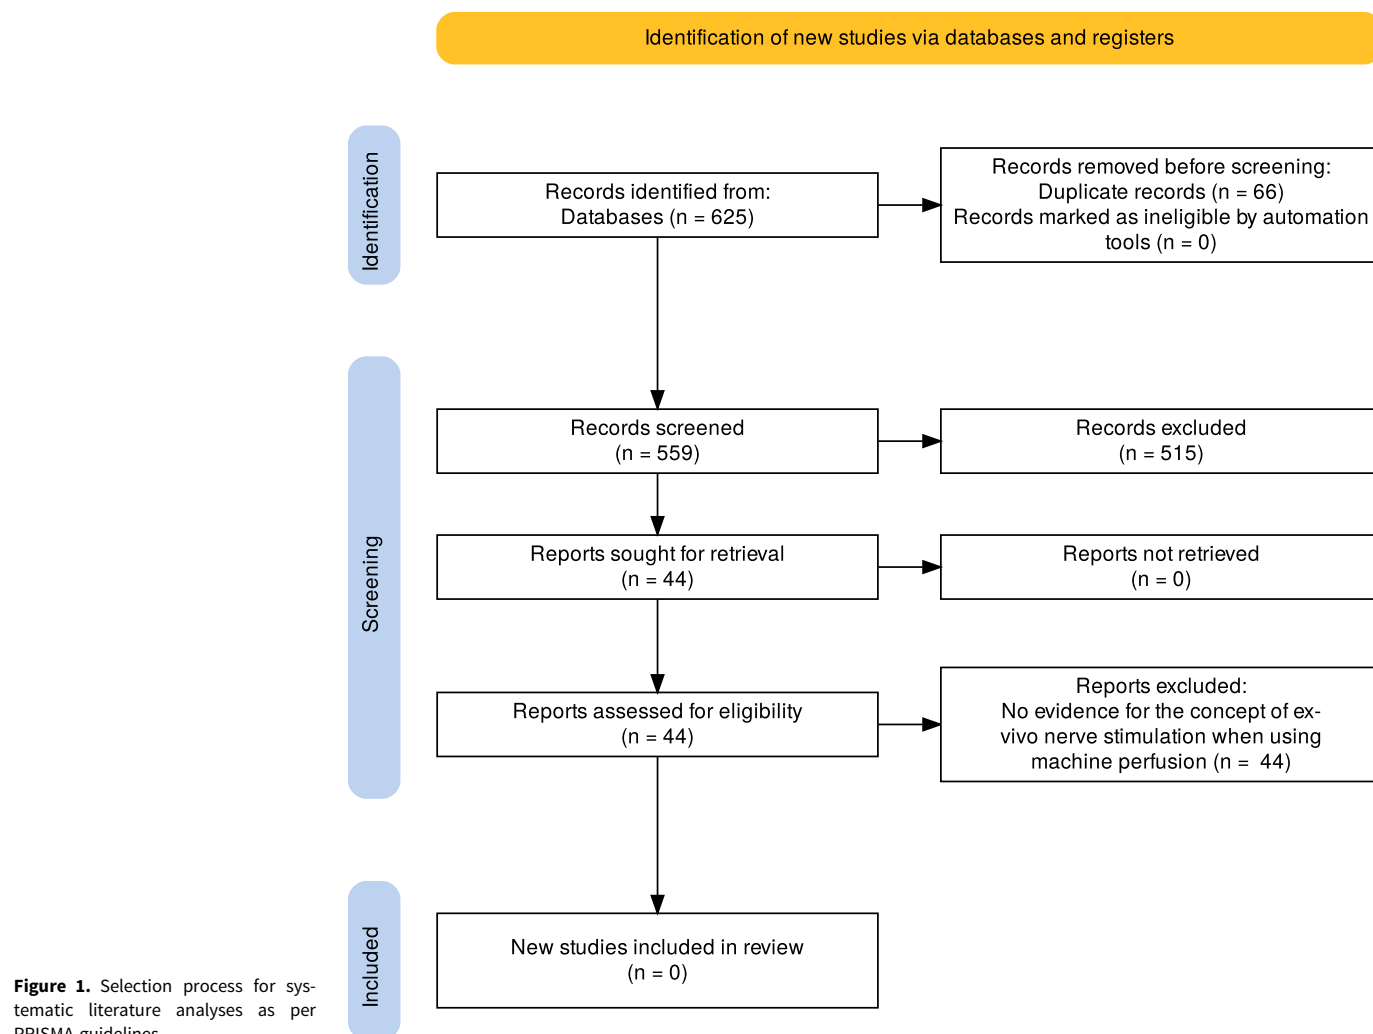 Identification of new studies via databases and registers
Identification
Records identified from:
Databases (n = 625)
Records removed before screening:
Duplicate records (n = 66)
Records marked as ineligible by automation
tools (n = 0)
Screening
Records screened
(n = 559)
Records excluded
(n = 515)
Reports sought for retrieval
(n = 44)
Reports not retrieved
(n = 0)
Reports assessed for eligibility
(n = 44)
Reports excluded:
No evidence for the concept of ex-
vivo nerve stimulation when using
machine perfusion (n =  44)
Included
New studies included in review
(n = 0)
Figure 1. Selection process for sys-
tematic literature analyses as per
PRISMA guidelines